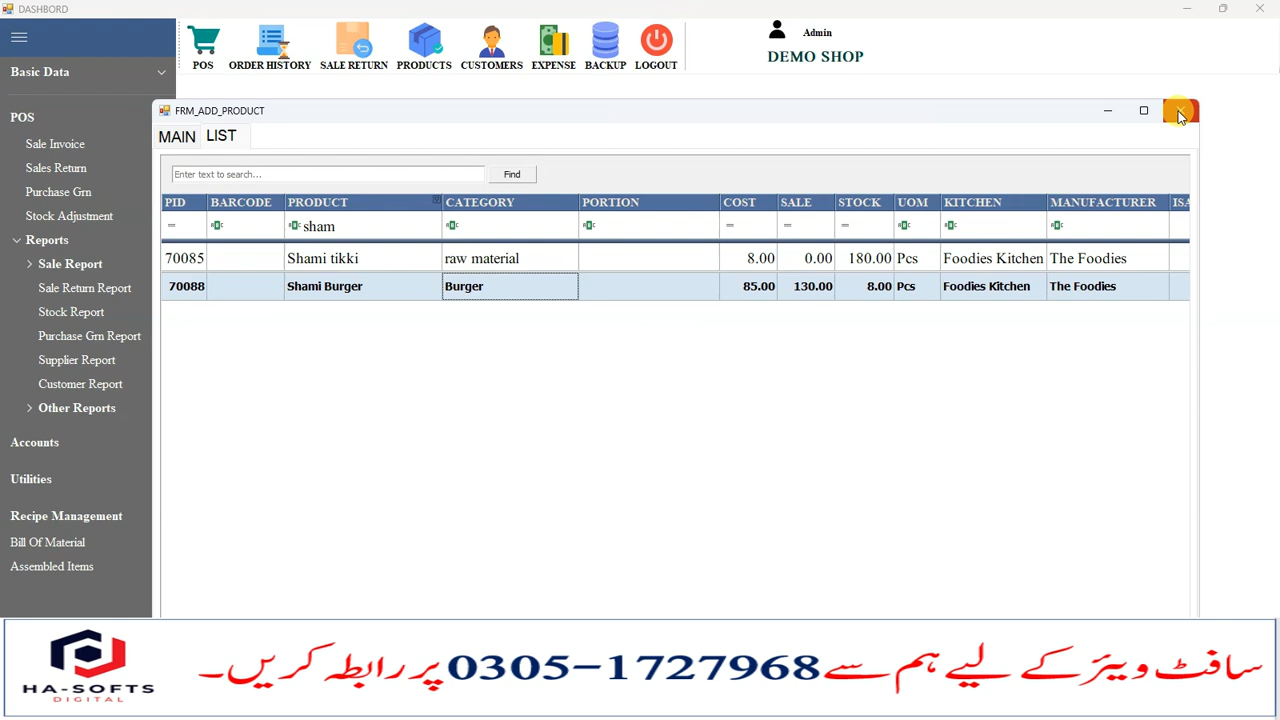 DASHBORD
Basic Data
POS
Sale Invoice
Sales Return
Purchase Grn
Stock Adjustment
Reports
Sale Report
Sale Return Report
Stock Report
Purchase Grn Report
Supplier Report
Customer Report
Other Reports
Accounts
Utilities
Recipe Management
Bill Of Material
Assembled Items
POS ORDER HISTORY SALE RETURN PRODUCTS CUSTOMERS EXPENSE BACKUP LOGOUT
Admin
DEMO SHOP
FRM_ADD_PRODUCT
MAIN LIST
Enter text to search... Find
PID BARCODE PRODUCT CATEGORY PORTION COST SALE STOCK UOM KITCHEN MANUFACTURER ISA
= sham = = =
70085 Shami tikki raw material 8.00 0.00 180.00 Pcs Foodies Kitchen The Foodies
70088 Shami Burger Burger 85.00 130.00 8.00 Pcs Foodies Kitchen The Foodies
HA-SOFTS
DIGITAL
سافٹ ویئر کے لیے ہم سے 0305-1727968 پر رابطہ کریں۔